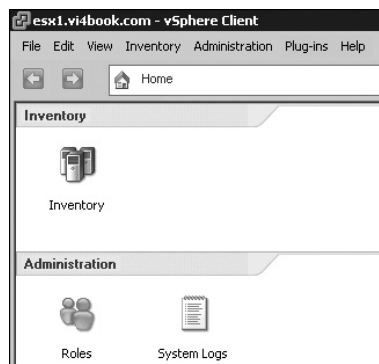 esx1.vi4book.com - vSphere Client
File Edit View Inventory Administration Plug-ins Help
Home
Inventory
Inventory
Administration
Roles System Logs